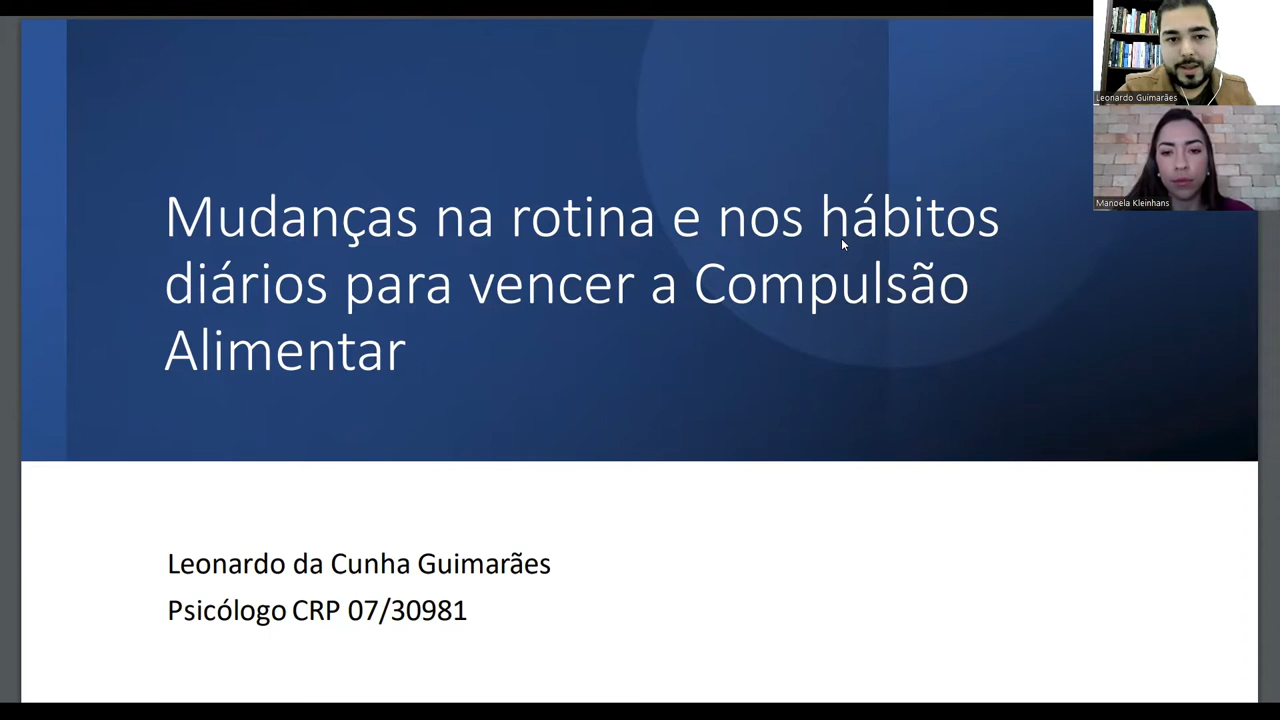 Mudanças na rotina e nos hábitos
diários para vencer a Compulsão
Alimentar
Leonardo da Cunha Guimarães
Psicólogo CRP 07/30981
Leonardo Guimarães
Manoela Kleinhans